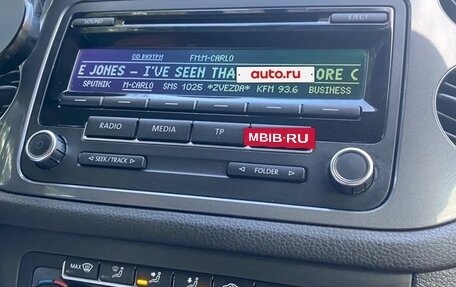 SOUND
EJECT
CD ВНУТРИ FM:M-CARLO
E JONES - I'VE SEEN THA auto.ru ORE C
SPUTNIK M-CARLO SMS 1025 *ZVEZDA* KFM 93.6 BUSINESS
RADIO MEDIA TP MBIB·RU
◁ SEEK/TRACK ▷ ◁ FOLDER ▷
MAX